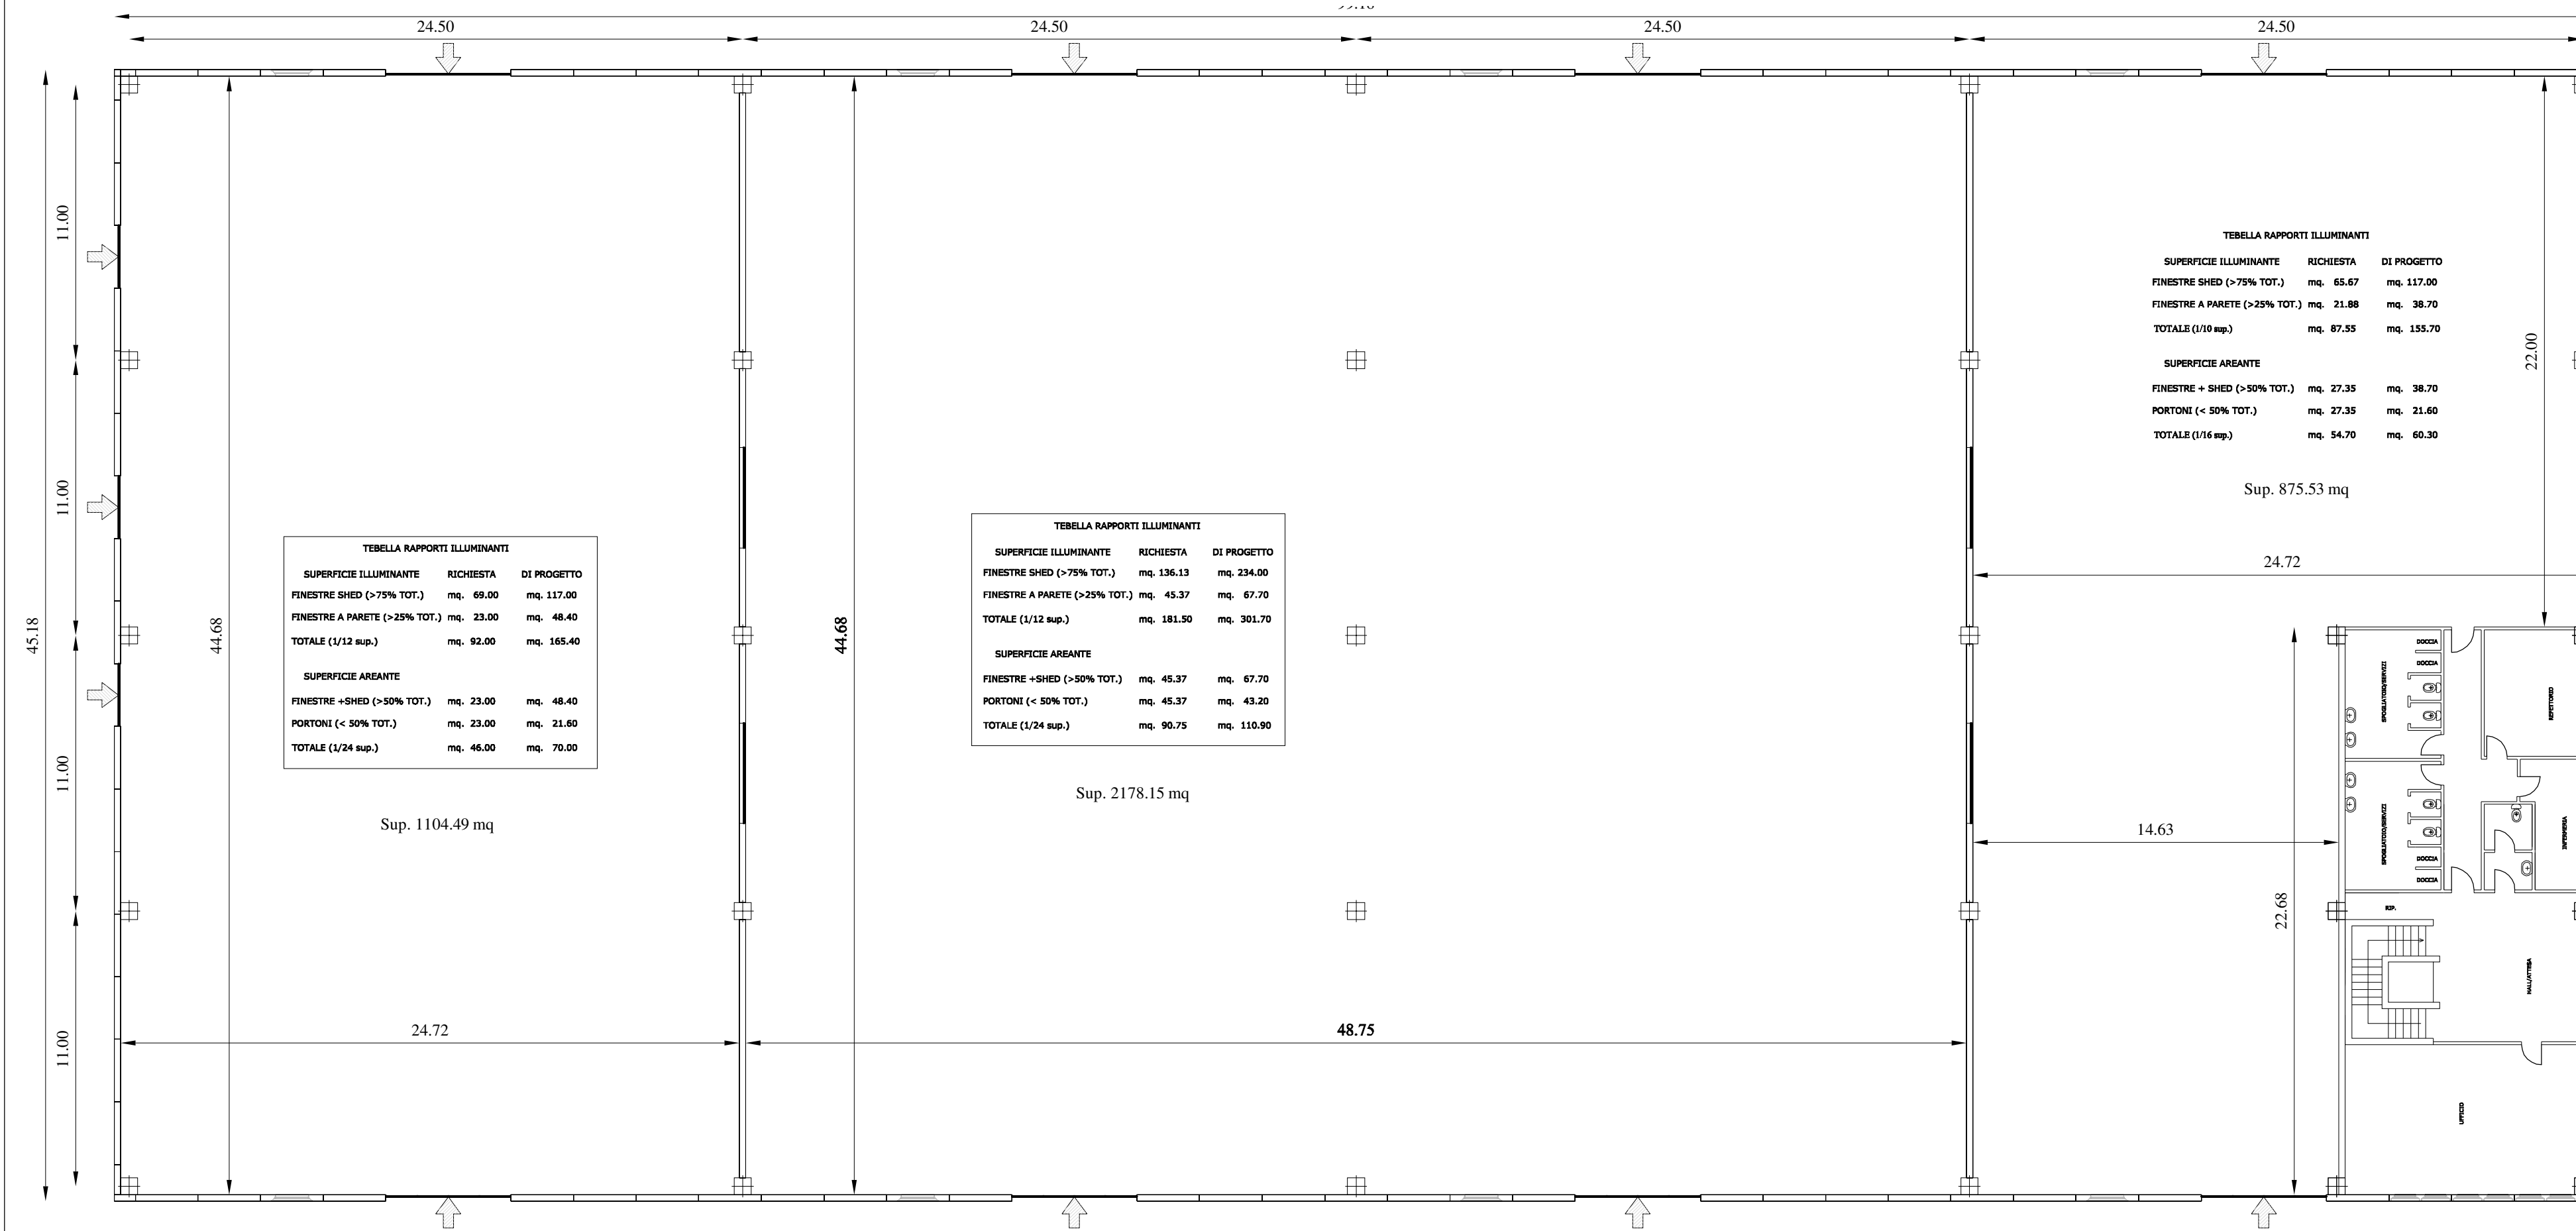 24.50
24.50
24.50
24.50
45.18
11.00
11.00
11.00
11.00
44.68
TEBELLA RAPPORTI ILLUMINANTI
SUPERFICIE ILLUMINANTE RICHIESTA DI PROGETTO
FINESTRE SHED (>75% TOT.) mq. 69.00 mq. 117.00
FINESTRE A PARETE (>25% TOT.) mq. 23.00 mq. 48.40
TOTALE (1/12 sup.) mq. 92.00 mq. 165.40
SUPERFICIE AREANTE
FINESTRE +SHED (>50% TOT.) mq. 23.00 mq. 48.40
PORTONI (< 50% TOT.) mq. 23.00 mq. 21.60
TOTALE (1/24 sup.) mq. 46.00 mq. 70.00
Sup. 1104.49 mq
24.72
44.68
TEBELLA RAPPORTI ILLUMINANTI
SUPERFICIE ILLUMINANTE RICHIESTA DI PROGETTO
FINESTRE SHED (>75% TOT.) mq. 136.13 mq. 234.00
FINESTRE A PARETE (>25% TOT.) mq. 45.37 mq. 67.70
TOTALE (1/12 sup.) mq. 181.50 mq. 301.70
SUPERFICIE AREANTE
FINESTRE +SHED (>50% TOT.) mq. 45.37 mq. 67.70
PORTONI (< 50% TOT.) mq. 45.37 mq. 43.20
TOTALE (1/24 sup.) mq. 90.75 mq. 110.90
Sup. 2178.15 mq
48.75
TEBELLA RAPPORTI ILLUMINANTI
SUPERFICIE ILLUMINANTE RICHIESTA DI PROGETTO
FINESTRE SHED (>75% TOT.) mq. 65.67 mq. 117.00
FINESTRE A PARETE (>25% TOT.) mq. 21.88 mq. 38.70
TOTALE (1/10 sup.) mq. 87.55 mq. 155.70
SUPERFICIE AREANTE
FINESTRE + SHED (>50% TOT.) mq. 27.35 mq. 38.70
PORTONI (< 50% TOT.) mq. 27.35 mq. 21.60
TOTALE (1/16 sup.) mq. 54.70 mq. 60.30
Sup. 875.53 mq
22.00
24.72
14.63
22.68
DOCCIA
DOCCIA
SPOGLIATOIO/SERVIZI
REFETTORIO
SPOGLIATOIO/SERVIZI
INFERMERIA
DOCCIA
DOCCIA
RIP.
HALL/ATTESA
UFFICIO